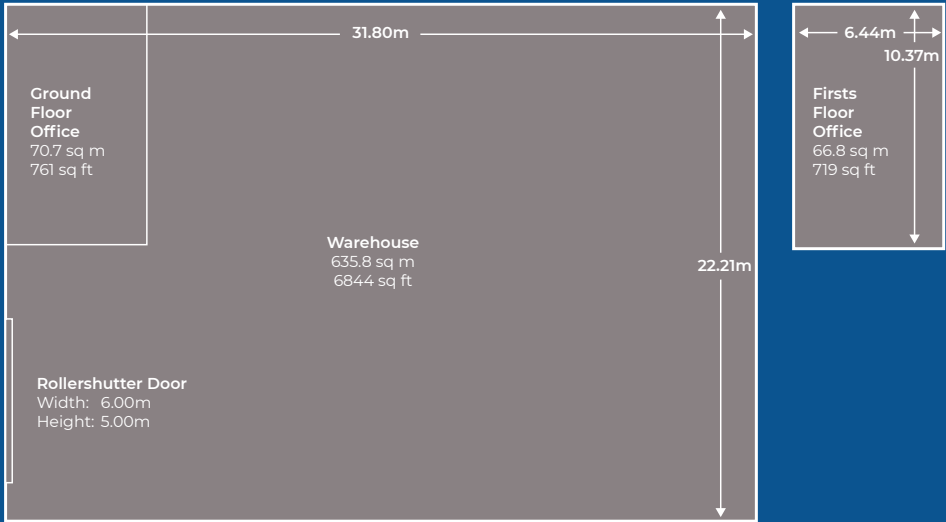 31.80m
6.44m
10.37m
Ground
Floor
Office
70.7 sq m
761 sq ft
Firsts
Floor
Office
66.8 sq m
719 sq ft
Warehouse
635.8 sq m
6844 sq ft
22.21m
Rollershutter Door
Width: 6.00m
Height: 5.00m